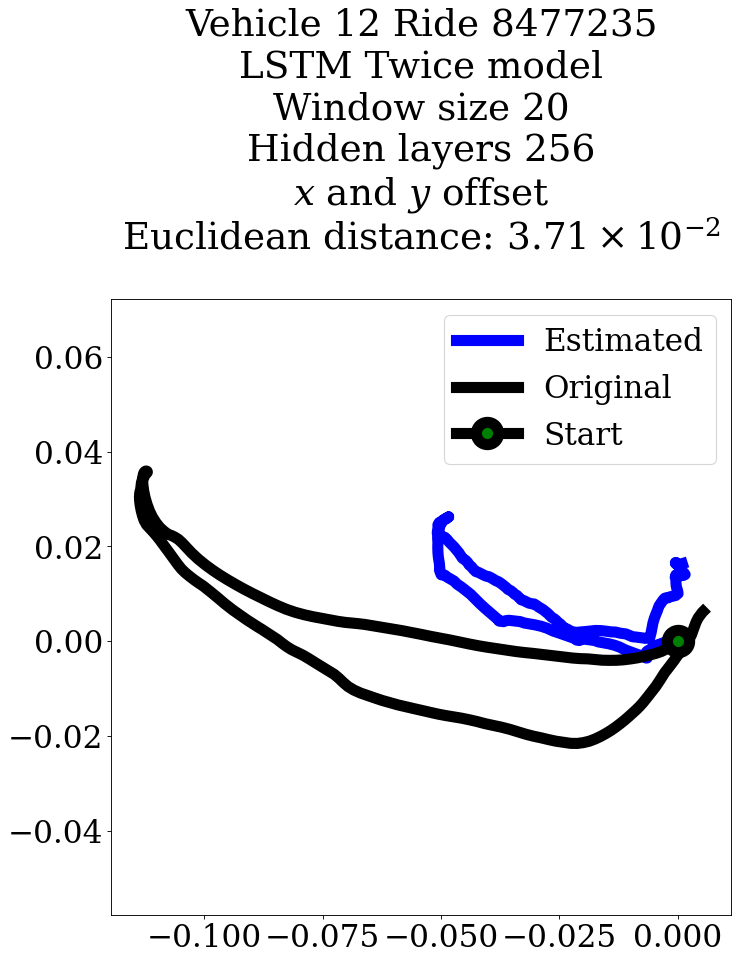 Vehicle 12 Ride 8477235
LSTM Twice model
Window size 20
Hidden layers 256
x and y offset
Euclidean distance: 3.71 × 10⁻²
Estimated
Original
Start
0.06
0.04
0.02
0.00
−0.02
−0.04
−0.100 −0.075 −0.050 −0.025 0.000